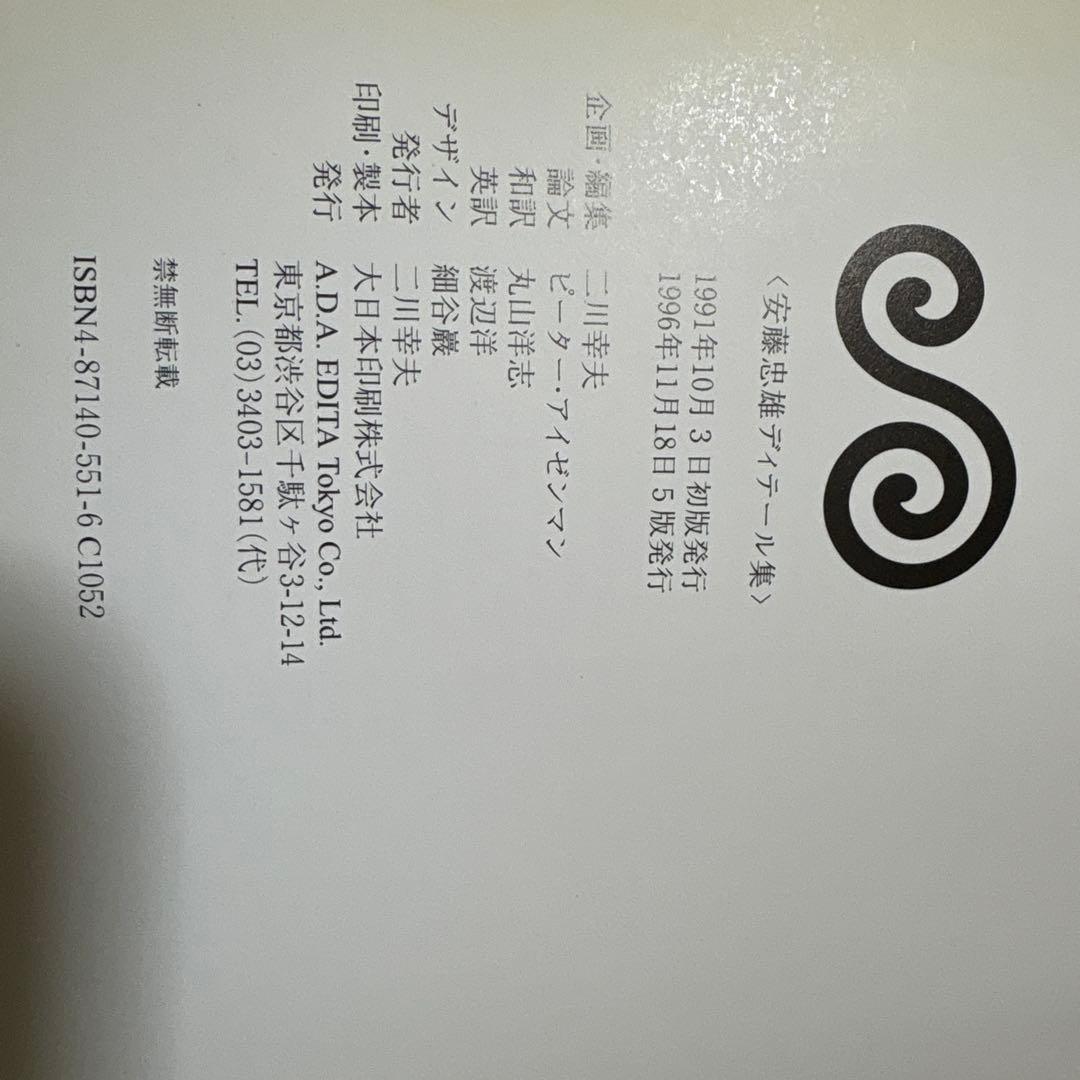 〈安藤忠雄ディテール集〉
1991年10月3日初版発行
1996年11月18日5版発行
企画・編集 二川幸夫
論文 ピーター・アイゼンマン
和訳 丸山洋志
英訳 渡辺洋
デザイン 細谷巖
発行者 二川幸夫
印刷・製本 大日本印刷株式会社
発行 A.D.A. EDITA Tokyo Co., Ltd.
東京都渋谷区千駄ヶ谷3-12-14
TEL.(03)3403-1581(代)
禁無断転載
ISBN4-87140-551-6 C1052